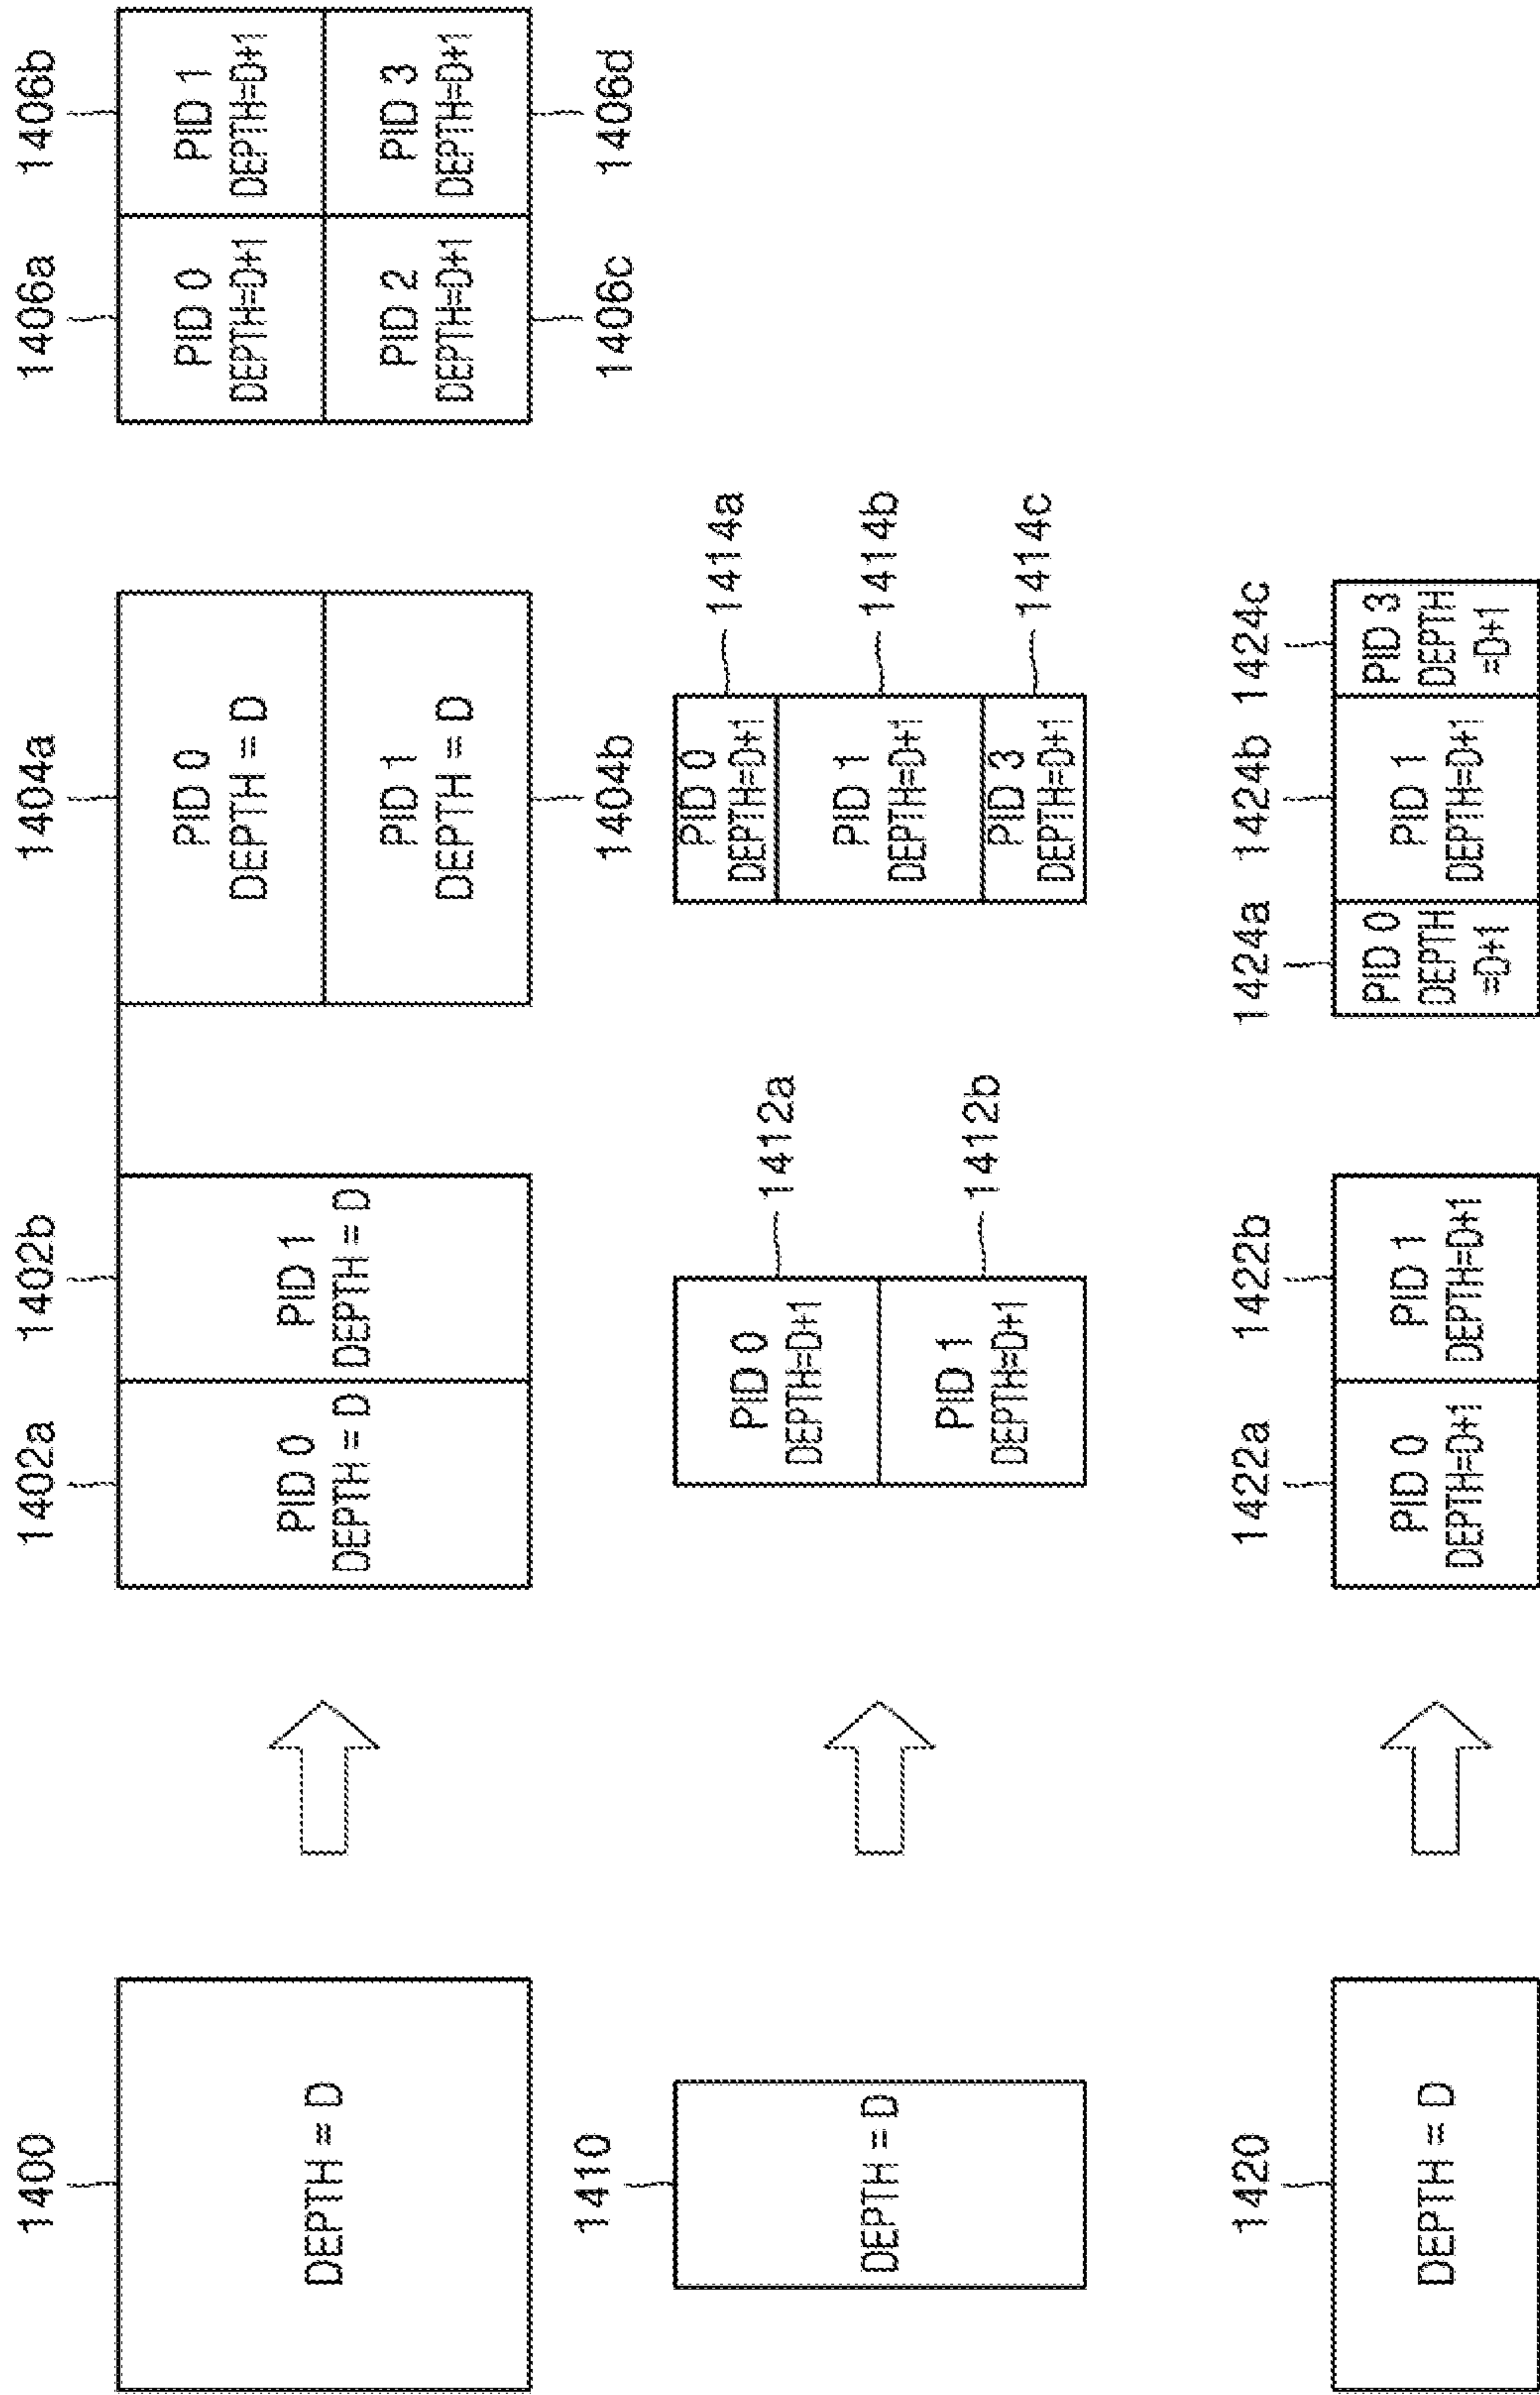 1400
DEPTH = D
1402a
1402b
PID 0
DEPTH = D
PID 1
DEPTH = D
1404a
PID 0
DEPTH = D
PID 1
DEPTH = D
1404b
1406a
1406b
PID 0
DEPTH=D+1
PID 1
DEPTH=D+1
PID 2
DEPTH=D+1
PID 3
DEPTH=D+1
1406c
1406d
1410
DEPTH = D
PID 0
DEPTH=D+1
1412a
PID 1
DEPTH=D+1
1412b
PID 0
DEPTH=D+1
1414a
PID 1
DEPTH=D+1
1414b
PID 3
DEPTH=D+1
1414c
1420
DEPTH = D
1422a
1422b
PID 0
DEPTH=D+1
PID 1
DEPTH=D+1
1424a
1424b
1424c
PID 0
DEPTH
=D+1
PID 1
DEPTH=D+1
PID 3
DEPTH
=D+1